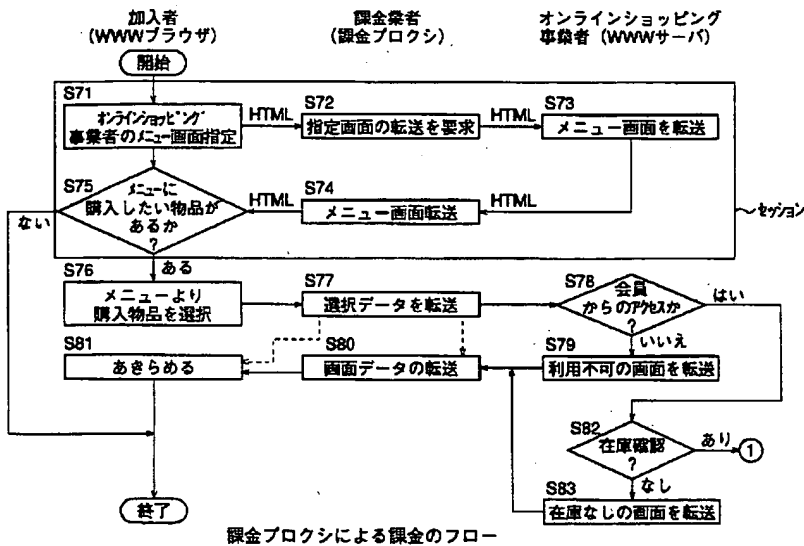 加入者
(WWWブラウザ)
課金業者
(課金プロクシ)
オンラインショッピング
事業者(WWWサーバ)
開始
S71
オンラインショッピング
事業者のメニュー画面指定
HTML
S72
指定画面の転送を要求
HTML
S73
メニュー画面を転送
S75
メニューに
購入したい物品が
あるか
?
ない
HTML
S74
メニュー画面転送
HTML
セッション
ある
S76
メニューより
購入物品を選択
S77
選択データを転送
S78
会員
からのアクセスか
?
はい
いいえ
S81
あきらめる
S80
画面データの転送
S79
利用不可の画面を転送
S82
在庫確認
?
あり
1
なし
S83
在庫なしの画面を転送
終了
課金プロクシによる課金のフロー